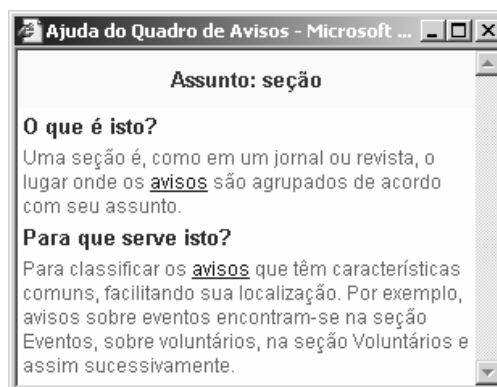 Ajuda do Quadro de Avisos - Microsoft ...
Assunto: seção
O que é isto?
Uma seção é, como em um jornal ou revista, o
lugar onde os avisos são agrupados de acordo
com seu assunto.
Para que serve isto?
Para classificar os avisos que têm características
comuns, facilitando sua localização. Por exemplo,
avisos sobre eventos encontram-se na seção
Eventos, sobre voluntários, na seção Voluntários e
assim sucessivamente.